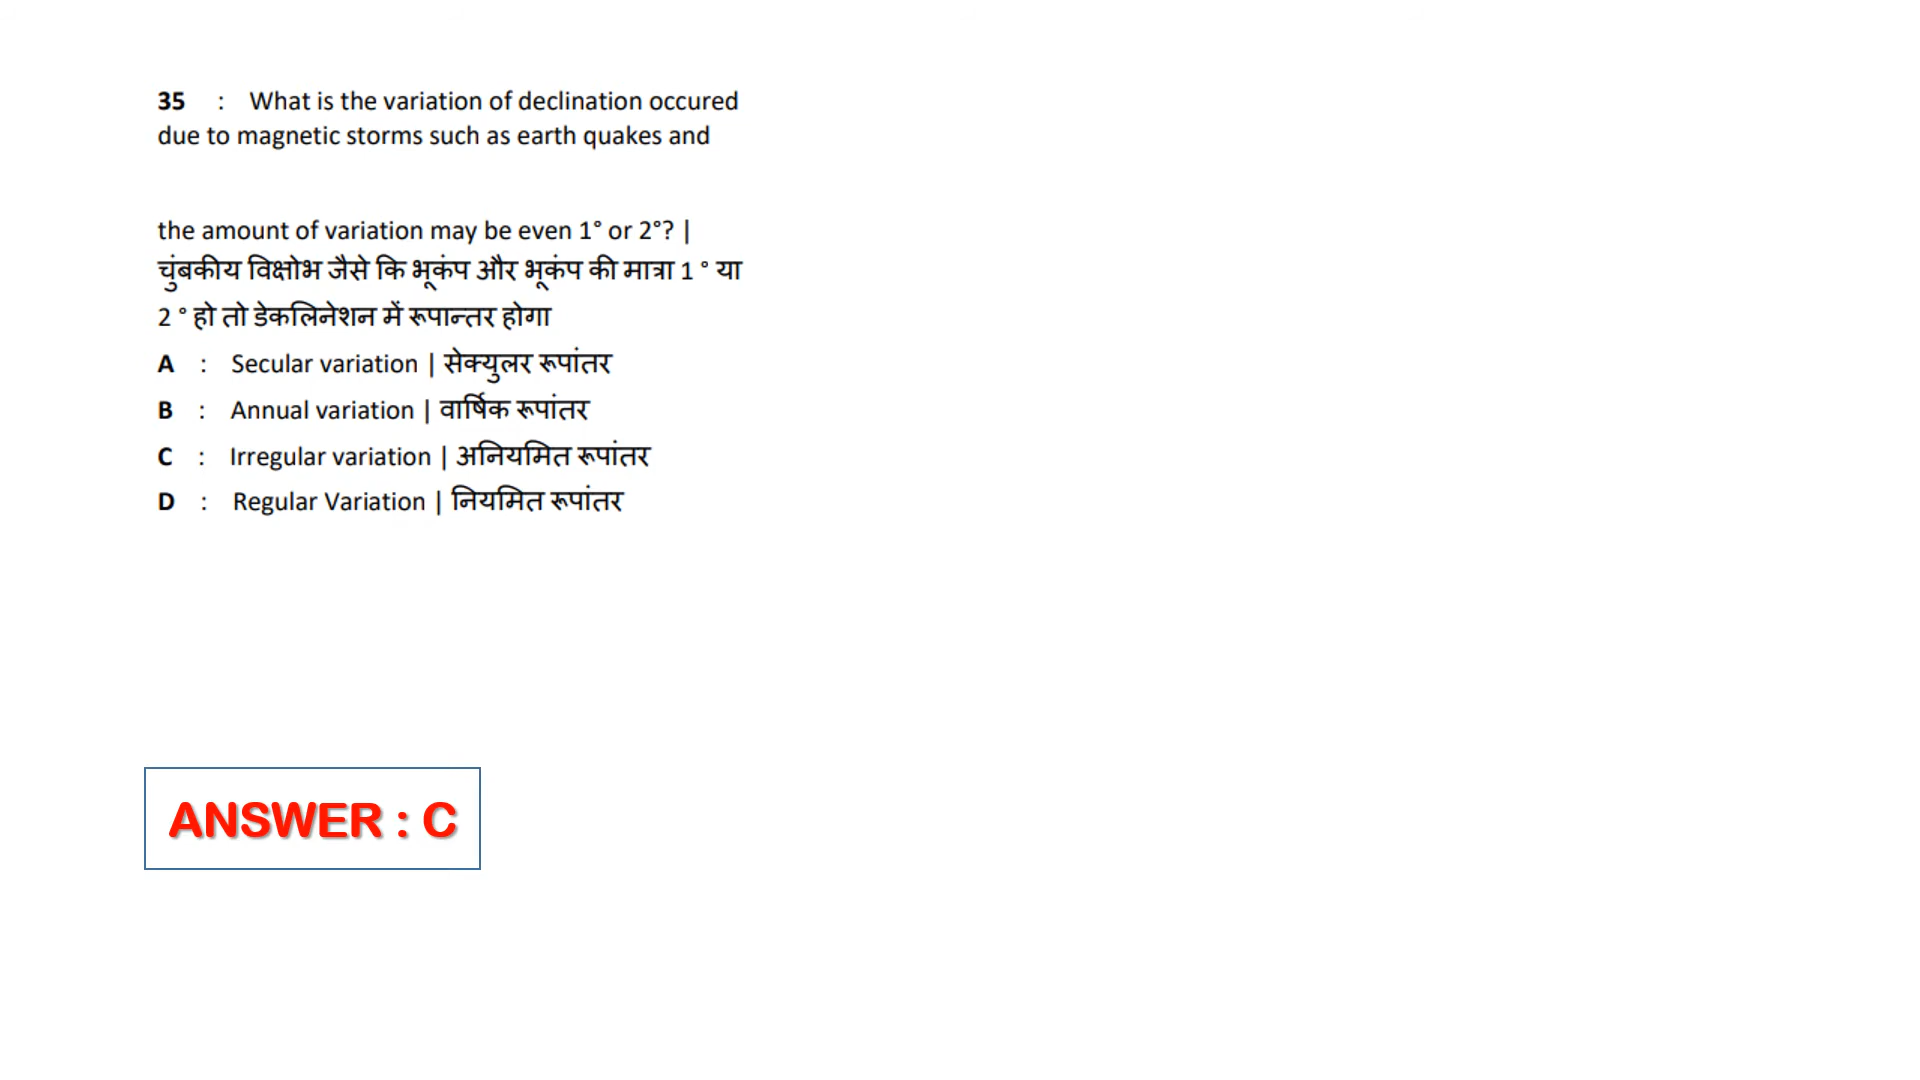 35 : What is the variation of declination occured
due to magnetic storms such as earth quakes and
the amount of variation may be even 1° or 2°? |
चुंबकीय विक्षोभ जैसे कि भूकंप और भूकंप की मात्रा 1 ° या
2 ° हो तो डेकलिनेशन में रूपान्तर होगा
A : Secular variation | सेक्युलर रूपांतर
B : Annual variation | वार्षिक रूपांतर
C : Irregular variation | अनियमित रूपांतर
D : Regular Variation | नियमित रूपांतर
ANSWER : C